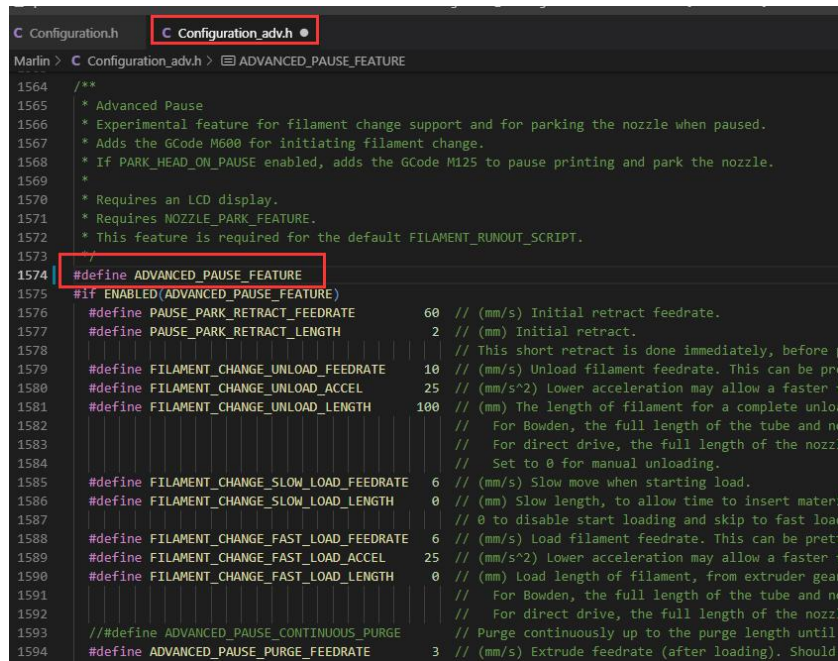 C Configuration.h
C Configuration_adv.h ●
Marlin > C Configuration_adv.h > ADVANCED_PAUSE_FEATURE
1564 /**
1565 * Advanced Pause
1566 * Experimental feature for filament change support and for parking the nozzle when paused.
1567 * Adds the GCode M600 for initiating filament change.
1568 * If PARK_HEAD_ON_PAUSE enabled, adds the GCode M125 to pause printing and park the nozzle.
1569 *
1570 * Requires an LCD display.
1571 * Requires NOZZLE_PARK_FEATURE.
1572 * This feature is required for the default FILAMENT_RUNOUT_SCRIPT.
1573 */
1574 #define ADVANCED_PAUSE_FEATURE
1575 #if ENABLED(ADVANCED_PAUSE_FEATURE)
1576 #define PAUSE_PARK_RETRACT_FEEDRATE 60 // (mm/s) Initial retract feedrate.
1577 #define PAUSE_PARK_RETRACT_LENGTH 2 // (mm) Initial retract.
1578 // This short retract is done immediately, before
1579 #define FILAMENT_CHANGE_UNLOAD_FEEDRATE 10 // (mm/s) Unload filament feedrate. This can be
1580 #define FILAMENT_CHANGE_UNLOAD_ACCEL 25 // (mm/s^2) Lower acceleration may allow a faster
1581 #define FILAMENT_CHANGE_UNLOAD_LENGTH 100 // (mm) The length of filament for a complete
1582 // For Bowden, the full length of the tube and
1583 // For direct drive, the full length of the
1584 // Set to 0 for manual unloading.
1585 #define FILAMENT_CHANGE_SLOW_LOAD_FEEDRATE 6 // (mm/s) Slow move when starting load.
1586 #define FILAMENT_CHANGE_SLOW_LOAD_LENGTH 0 // (mm) Slow length, to allow time to insert
1587 // 0 to disable start loading and skip to fast
1588 #define FILAMENT_CHANGE_FAST_LOAD_FEEDRATE 6 // (mm/s) Load filament feedrate. This can be
1589 #define FILAMENT_CHANGE_FAST_LOAD_ACCEL 25 // (mm/s^2) Lower acceleration may allow a faster
1590 #define FILAMENT_CHANGE_FAST_LOAD_LENGTH 0 // (mm) Load length of filament, from extruder
1591 // For Bowden, the full length of the tube and
1592 // For direct drive, the full length of the
1593 //#define ADVANCED_PAUSE_CONTINUOUS_PURGE // Purge continuously up to the purge length until
1594 #define ADVANCED_PAUSE_PURGE_FEEDRATE 3 // (mm/s) Extrude feedrate (after loading). Should